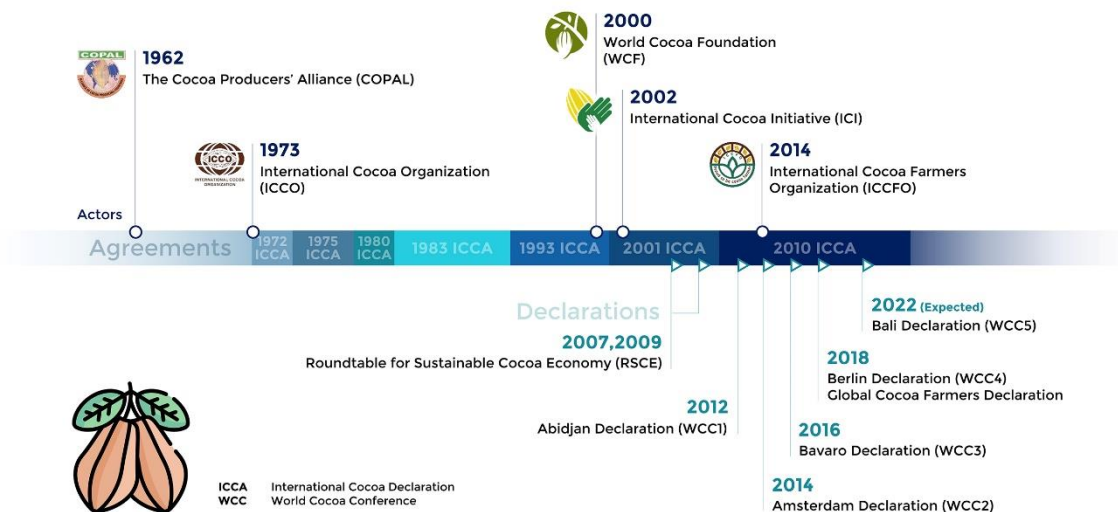 COPAL
1962
The Cocoa Producers' Alliance (COPAL)
ICCO
INTERNATIONAL COCOA
ORGANIZATION
1973
International Cocoa Organization
(ICCO)
2000
World Cocoa Foundation
(WCF)
2002
International Cocoa Initiative (ICI)
2014
International Cocoa Farmers
Organization (ICCFO)
Actors
Agreements
1972
ICCA
1975
ICCA
1980
ICCA
1983 ICCA
1993 ICCA
2001 ICCA
2010 ICCA
Declarations
2007,2009
Roundtable for Sustainable Cocoa Economy (RSCE)
2012
Abidjan Declaration (WCC1)
2014
Amsterdam Declaration (WCC2)
2016
Bavaro Declaration (WCC3)
2018
Berlin Declaration (WCC4)
Global Cocoa Farmers Declaration
2022 (Expected)
Bali Declaration (WCC5)
ICCA International Cocoa Declaration
WCC World Cocoa Conference